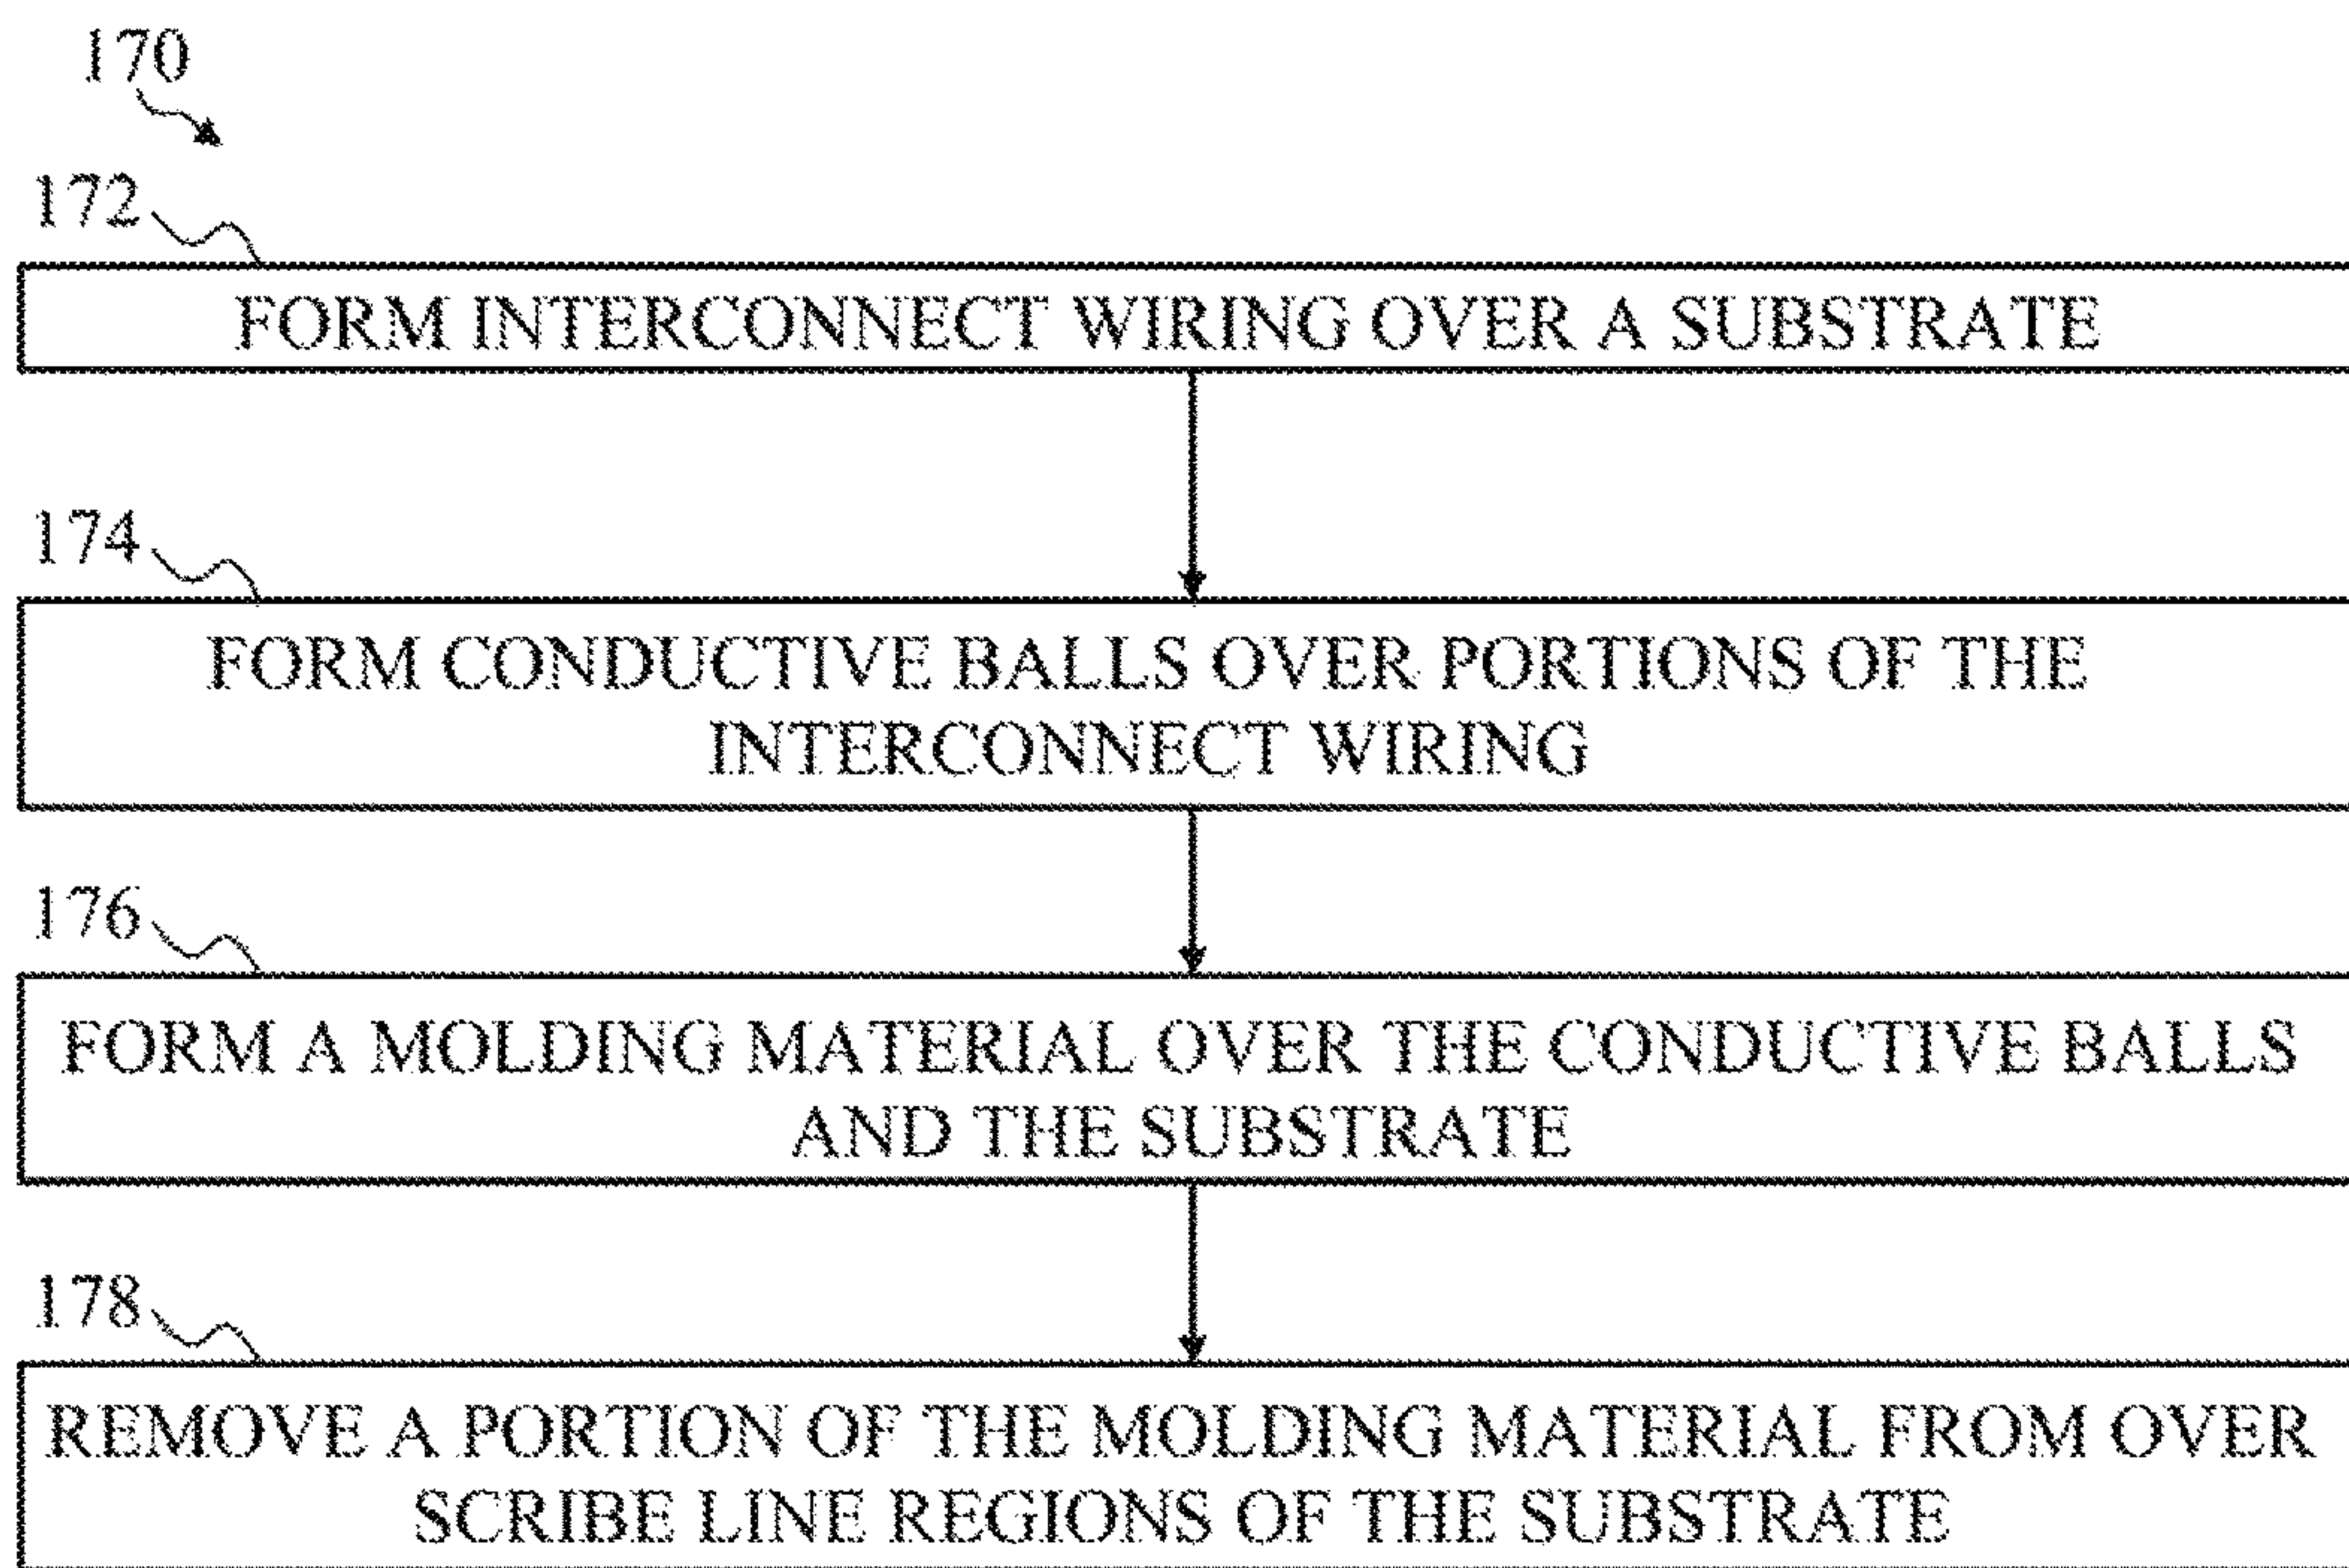 170
172
FORM INTERCONNECT WIRING OVER A SUBSTRATE
174
FORM CONDUCTIVE BALLS OVER PORTIONS OF THE
INTERCONNECT WIRING
176
FORM A MOLDING MATERIAL OVER THE CONDUCTIVE BALLS
AND THE SUBSTRATE
178
REMOVE A PORTION OF THE MOLDING MATERIAL FROM OVER
SCRIBE LINE REGIONS OF THE SUBSTRATE